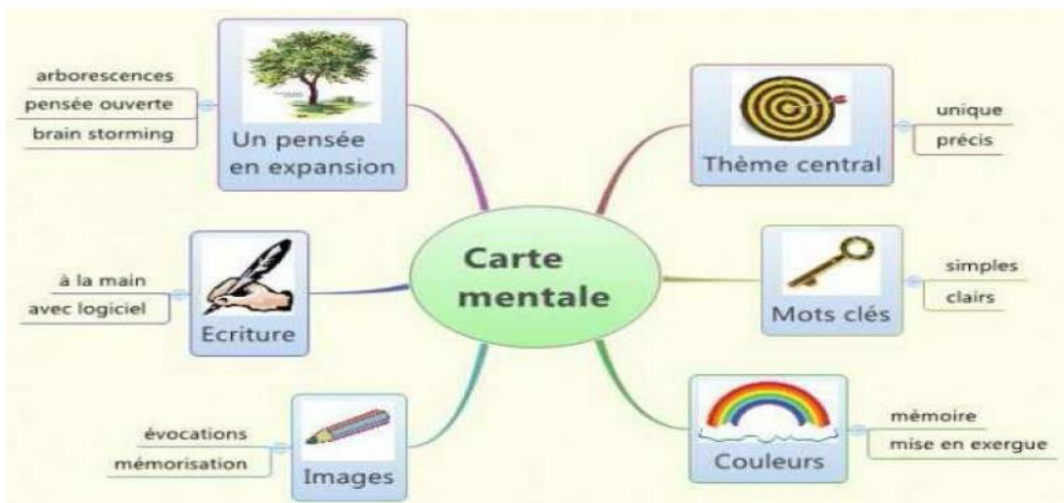 Carte
mentale
arborescences
pensée ouverte
brain storming
Un pensée
en expansion
Thème central
unique
précis
à la main
avec logiciel
Ecriture
Mots clés
simples
clairs
évocations
mémorisation
Images
Couleurs
mémoire
mise en exergue